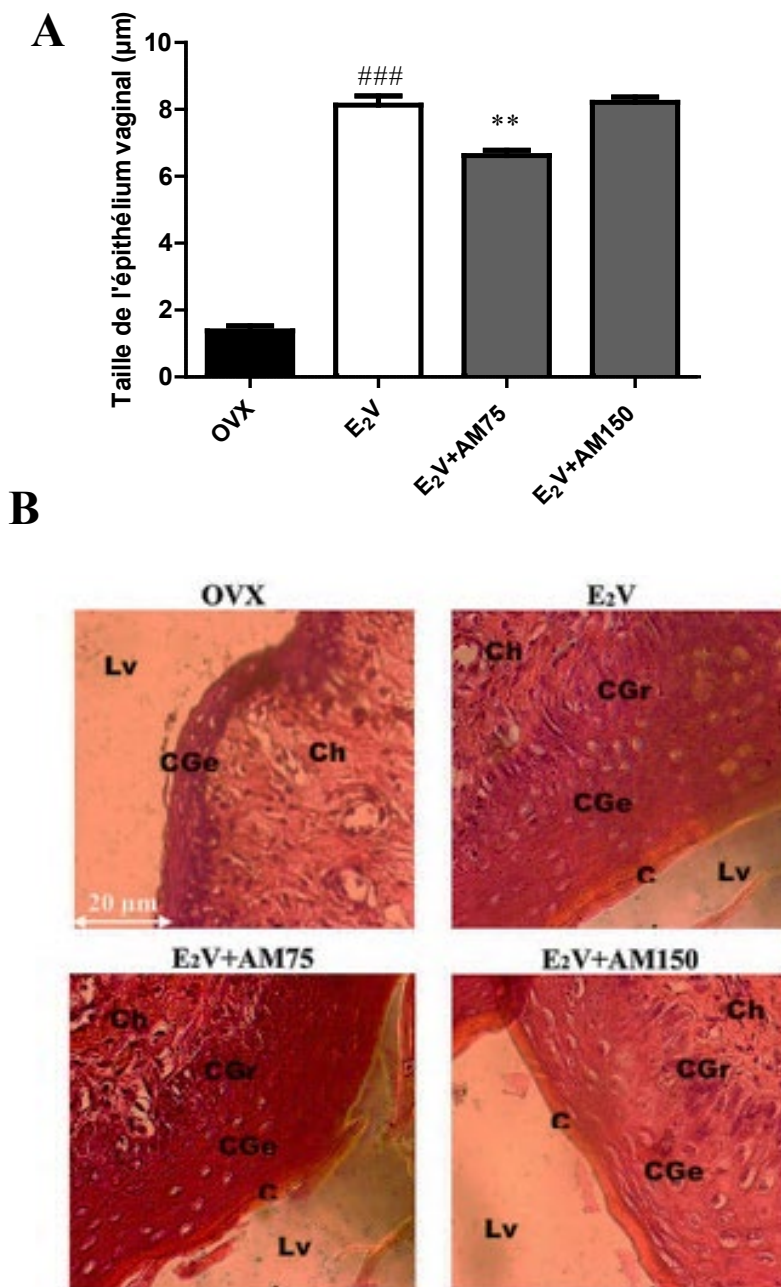 A
Taille de l'épithélium vaginal (µm)
10
8
6
4
2
0
###
**
OVX
E₂V
E₂V+AM75
E₂V+AM150
B
OVX
Lv
CGe
Ch
20 µm
E₂V
Ch
CGr
CGe
C
Lv
E₂V+AM75
Ch
CGr
CGe
C
Lv
E₂V+AM150
Ch
CGr
C
CGe
Lv